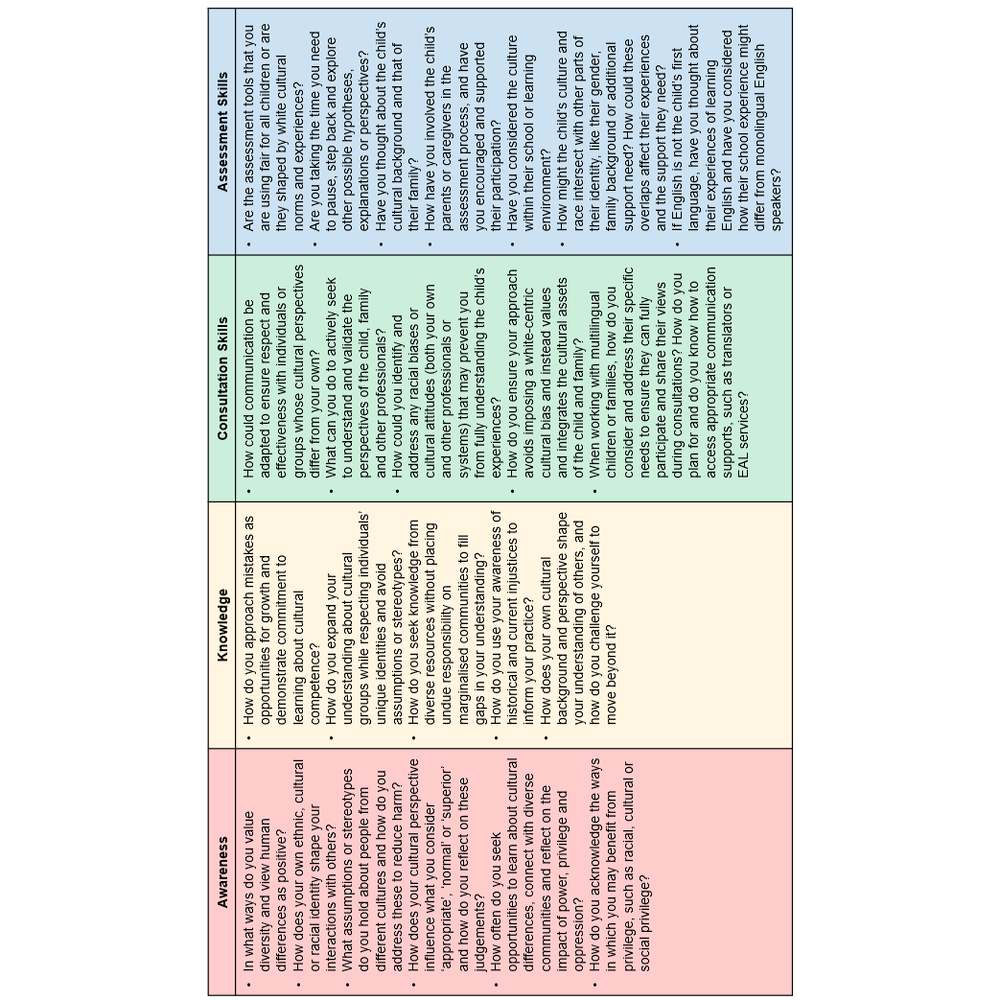 Awareness
• In what ways do you value
diversity and view human
differences as positive?
• How does your own ethnic, cultural
or racial identity shape your
interactions with others?
• What assumptions or stereotypes
do you hold about people from
different cultures and how do you
address these to reduce harm?
• How does your cultural perspective
influence what you consider
‘appropriate’, ‘normal’ or ‘superior’
and how do you reflect on these
judgements?
• How often do you seek
opportunities to learn about cultural
differences, connect with diverse
communities and reflect on the
impact of power, privilege and
oppression?
• How do you acknowledge the ways
in which you may benefit from
privilege, such as racial, cultural or
social privilege?
Knowledge
• How do you approach mistakes as
opportunities for growth and
demonstrate commitment to
learning about cultural
competence?
• How do you expand your
understanding about cultural
groups while respecting individuals’
unique identities and avoid
assumptions or stereotypes?
• How do you seek knowledge from
diverse resources without placing
undue responsibility on
marginalised communities to fill
gaps in your understanding?
• How do you use your awareness of
historical and current injustices to
inform your practice?
• How does your own cultural
background and perspective shape
your understanding of others, and
how do you challenge yourself to
move beyond it?
Consultation Skills
• How could communication be
adapted to ensure respect and
effectiveness with individuals or
groups whose cultural perspectives
differ from your own?
• What can you do to actively seek
to understand and validate the
perspectives of the child, family
and other professionals?
• How could you identify and
address any racial biases or
cultural attitudes (both your own
and other professionals or
systems) that may prevent you
from fully understanding the child’s
experiences?
• How do you ensure your approach
avoids imposing a white-centric
cultural bias and instead values
and integrates the cultural assets
of the child and family?
• When working with multilingual
children or families, how do you
consider and address their specific
needs to ensure they can fully
participate and share their views
during consultations? How do you
plan for and do you know how to
access appropriate communication
supports, such as translators or
EAL services?
Assessment Skills
• Are the assessment tools that you
are using fair for all children or are
they shaped by white cultural
norms and experiences?
• Are you taking the time you need
to pause, step back and explore
other possible hypotheses,
explanations or perspectives?
• Have you thought about the child’s
cultural background and that of
their family?
• How have you involved the child’s
parents or caregivers in the
assessment process, and have
you encouraged and supported
their participation?
• Have you considered the culture
within their school or learning
environment?
• How might the child’s culture and
race intersect with other parts of
their identity, like their gender,
family background or additional
support need? How could these
overlaps affect their experiences
and the support they need?
• If English is not the child’s first
language, have you thought about
their experiences of learning
English and have you considered
how their school experience might
differ from monolingual English
speakers?